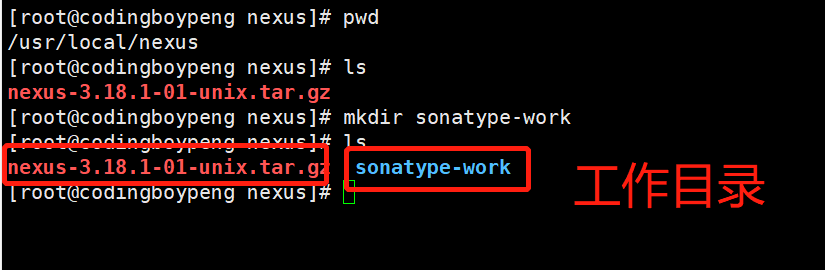 [root@codingboypeng nexus]# pwd
/usr/local/nexus
[root@codingboypeng nexus]# ls
nexus-3.18.1-01-unix.tar.gz
[root@codingboypeng nexus]# mkdir sonatype-work
[root@codingboypeng nexus]# ls
nexus-3.18.1-01-unix.tar.gz  sonatype-work 工作目录
[root@codingboypeng nexus]#